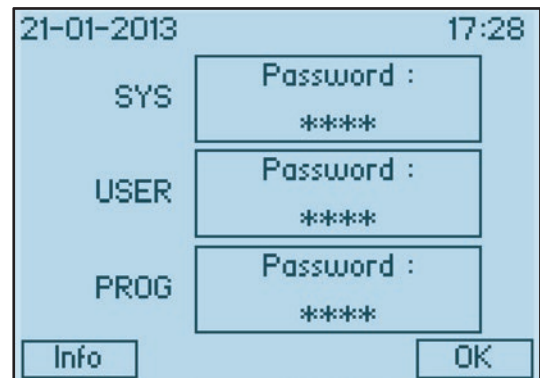 21-01-2013 17:28
Password :
SYS
****
Password :
USER
****
Password :
PROG
****
Info OK